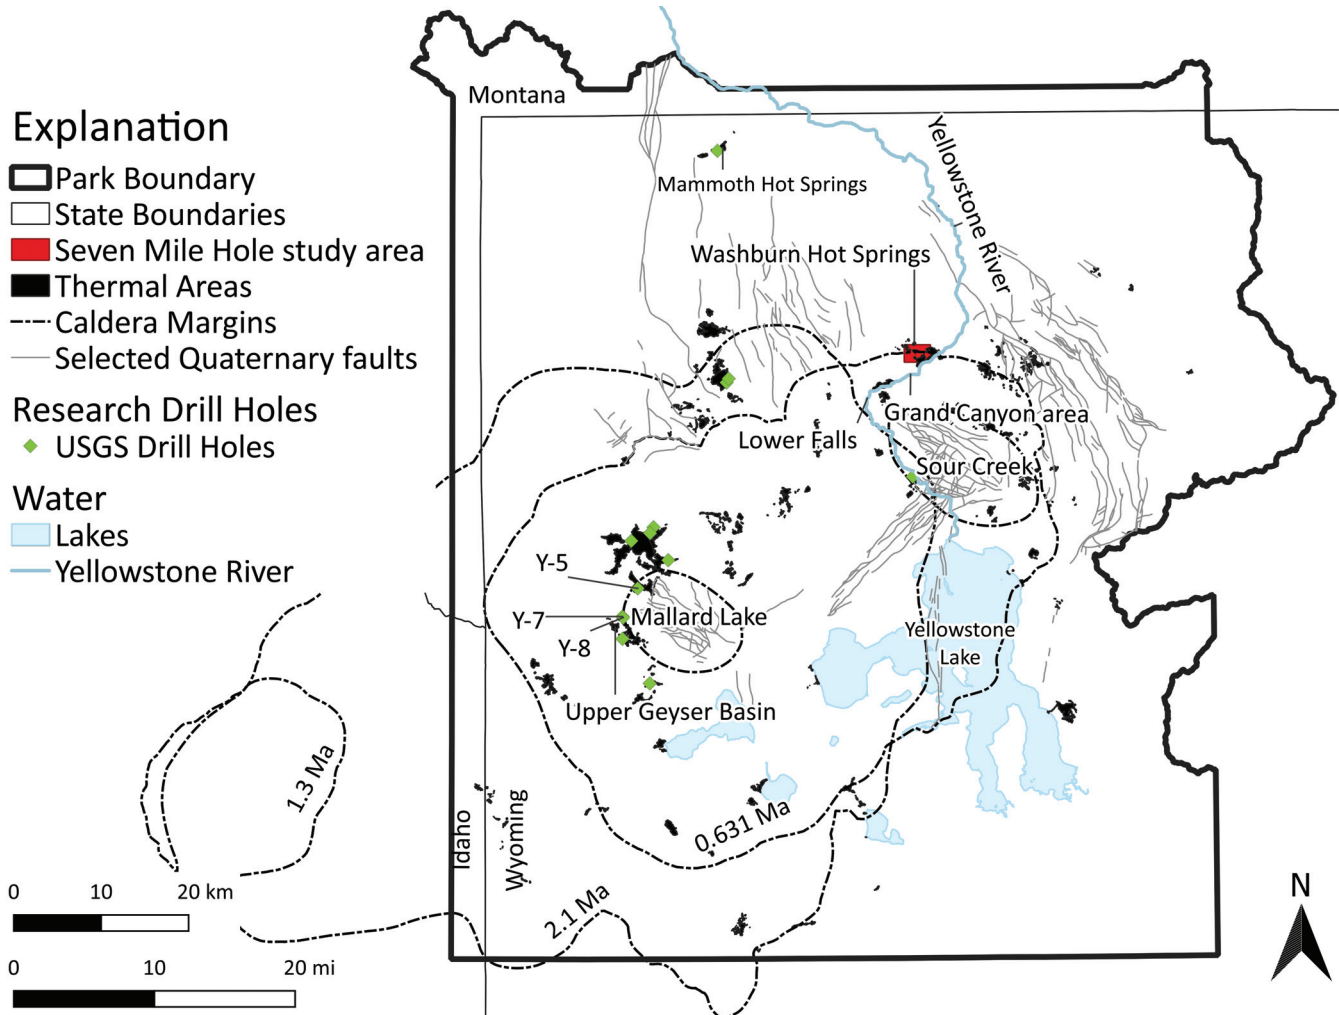 Explanation
Park Boundary
State Boundaries
Seven Mile Hole study area
Thermal Areas
Caldera Margins
Selected Quaternary faults
Research Drill Holes
USGS Drill Holes
Water
Lakes
Yellowstone River
Montana
Mammoth Hot Springs
Yellowstone River
Washburn Hot Springs
Grand Canyon area
Lower Falls
Sour Creek
Y-5
Y-7
Mallard Lake
Y-8
Yellowstone
Lake
Upper Geyser Basin
1.3 Ma
0.631 Ma
2.1 Ma
Idaho
Wyoming
0 10 20 km
0 10 20 mi
N